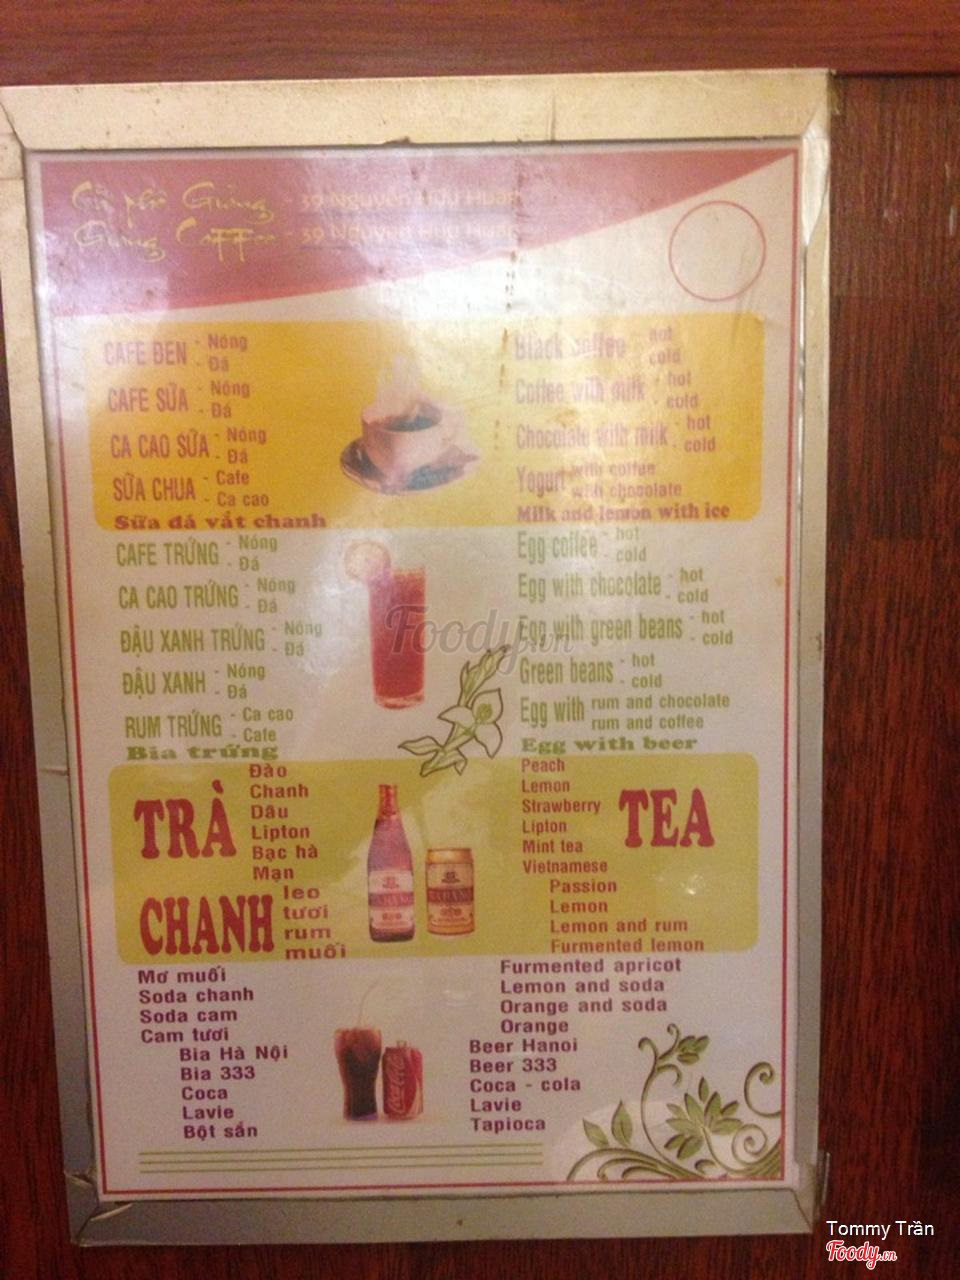 Cà phê Giảng - 39 Nguyễn Hữu Huân
Giang Coffee - 39 Nguyen Huu Huan
CAFE ĐEN - Nóng
- Đá
CAFE SỮA - Nóng
- Đá
CA CAO SỮA - Nóng
- Đá
SỮA CHUA - Cafe
- Ca cao
Sữa đá vắt chanh
Black coffee - hot
cold
Coffee with milk - hot
- cold
Chocolate with milk - hot
- cold
Yogurt with coffee
with chocolate
Milk and lemon with ice
CAFE TRỨNG - Nóng
- Đá
CA CAO TRỨNG - Nóng
- Đá
ĐẬU XANH TRỨNG - Nóng
- Đá
ĐẬU XANH - Nóng
- Đá
RUM TRỨNG - Ca cao
- Cafe
Bia trứng
Egg coffee - hot
- cold
Egg with chocolate - hot
- cold
Egg with green beans - hot
- cold
Green beans - hot
- cold
Egg with rum and chocolate
rum and coffee
Egg with beer
TRÀ
Đào
Chanh
Dâu
Lipton
Bạc hà
Mạn
CHANH
leo
tươi
rum
muối
TEA
Peach
Lemon
Strawberry
Lipton
Mint tea
Vietnamese
Passion
Lemon
Lemon and rum
Furmented lemon
Mơ muối
Soda chanh
Soda cam
Cam tươi
Bia Hà Nội
Bia 333
Coca
Lavie
Bột sắn
Furmented apricot
Lemon and soda
Orange and soda
Orange
Beer Hanoi
Beer 333
Coca - cola
Lavie
Tapioca
Coca-Cola
Foody.vn
Tommy Trần
Foody.vn